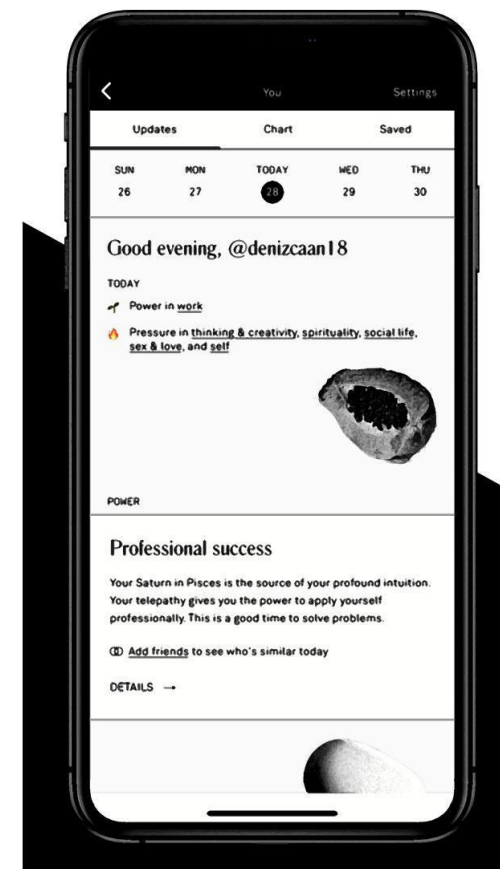 You
Settings
Updates
Chart
Saved
SUN
MON
TODAY
WED
THU
26
27
28
29
30
Good evening, @denizcaan18
TODAY
Power in work
Pressure in thinking & creativity, spirituality, social life,
sex & love, and self
POWER
Professional success
Your Saturn in Pisces is the source of your profound intuition.
Your telepathy gives you the power to apply yourself
professionally. This is a good time to solve problems.
Add friends to see who's similar today
DETAILS →